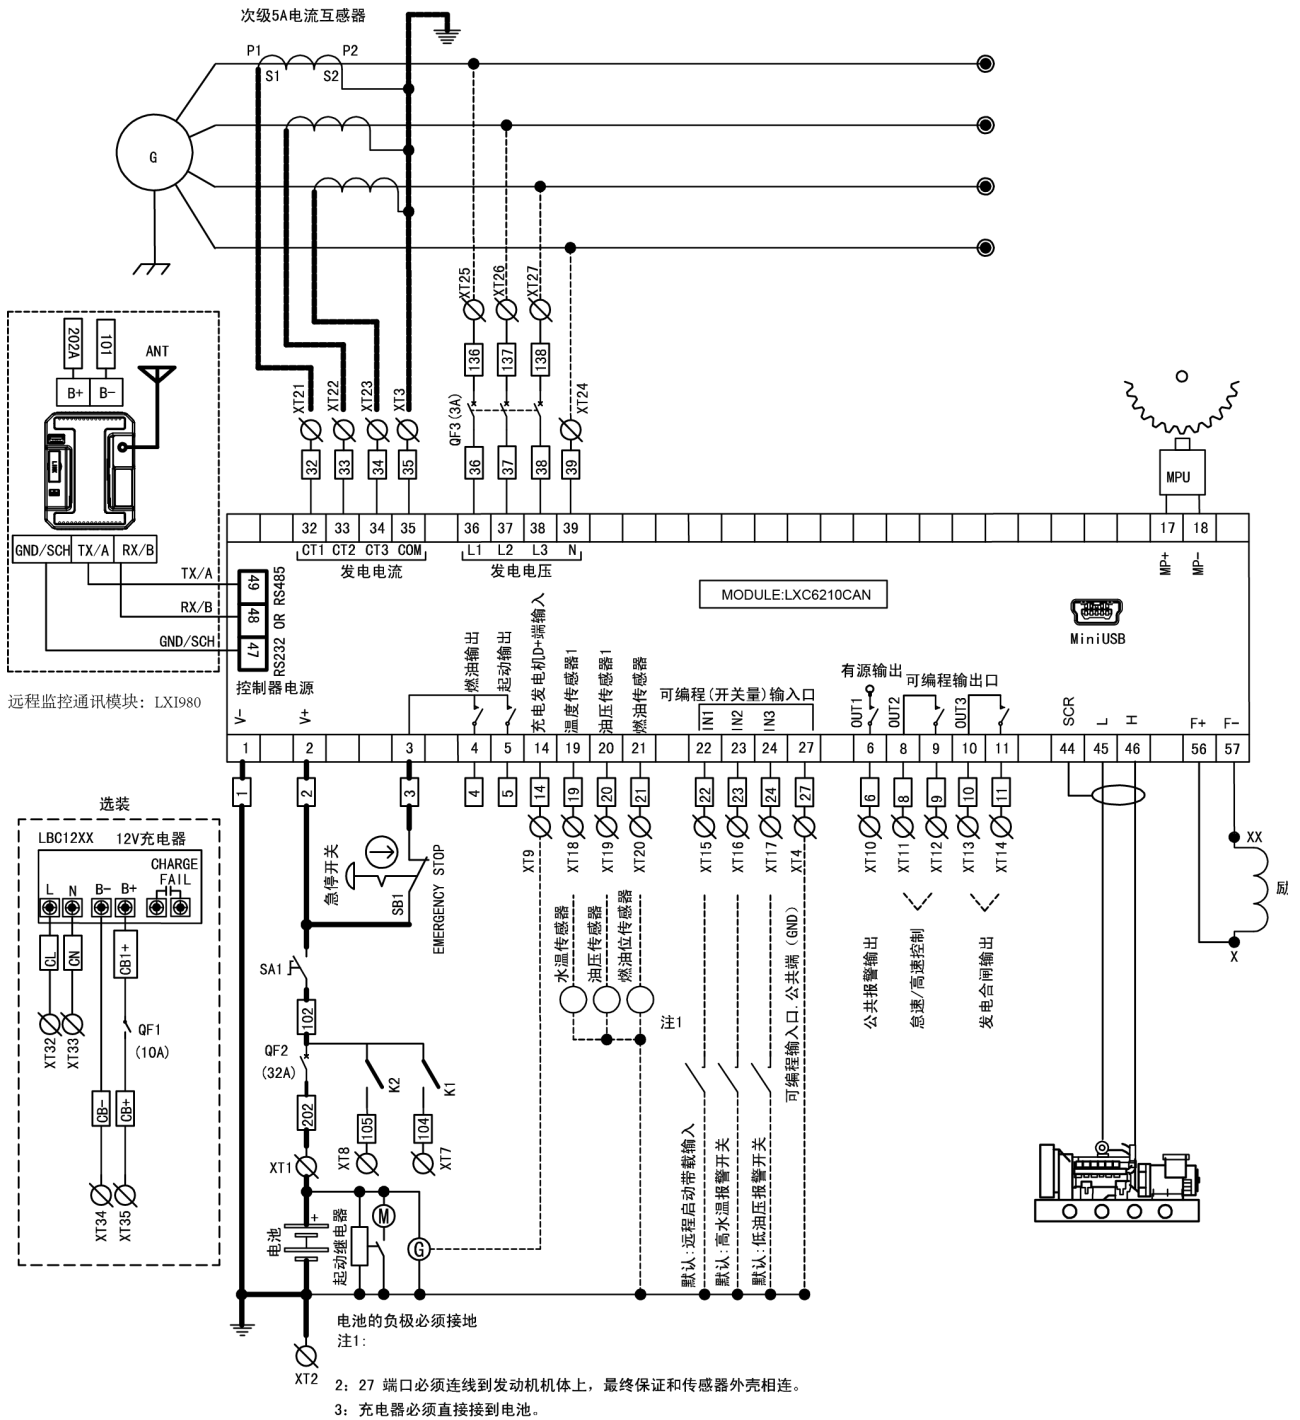 次级5A电流互感器
P1
P2
S1
S2
G
XT25
XT26
XT27
136
137
138
QF3(3A)
XT21
XT22
XT23
XT3
XT24
32
33
34
35
36
37
38
39
202A
101
ANT
B+
B-
LINK
GND/SCH
TX/A
RX/B
TX/A
RX/B
GND/SCH
远程监控通讯模块：LXI980
MPU
32
33
34
35
36
37
38
39
17
18
CT1
CT2
CT3
COM
L1
L2
L3
N
发电电流
发电电压
MP+
MP-
49
48
47
RS232 OR RS485
MODULE:LXC6210CAN
MiniUSB
控制器电源
V-
V+
燃油输出
起动输出
充电发电机D+端输入
温度传感器1
油压传感器1
燃油传感器
可编程(开关量)输入口
IN1
IN2
IN3
有源输出
可编程输出口
OUT1
OUT2
OUT3
SCR
L
H
F+
F-
1
2
3
4
5
14
19
20
21
22
23
24
27
6
8
9
10
11
44
45
46
56
57
1
2
3
4
5
14
19
20
21
22
23
24
27
6
8
9
10
11
XT9
XT18
XT19
XT20
XT15
XT16
XT17
XT4
XT10
XT11
XT12
XT13
XT14
选装
LBC12XX
12V充电器
CHARGE
FAIL
L
N
B-
B+
CL
CN
CB1+
XT32
XT33
QF1
(10A)
CB-
CB+
XT34
XT35
急停开关
SB1
EMERGENCY STOP
SA1
102
QF2
(32A)
202
K2
K1
105
104
XT8
XT7
XT1
电池
+
起动继电器
M
G
水温传感器
油压传感器
燃油位传感器
注1
默认:远程启动带载输入
默认:高水温报警开关
默认:低油压报警开关
可编程输入口.公共端（GND）
公共报警输出
怠速/高速控制
发电合闸输出
XX
励
X
电池的负极必须接地
注1:
XT2
2：27 端口必须连线到发动机机体上，最终保证和传感器外壳相连。
3：充电器必须直接接到电池。